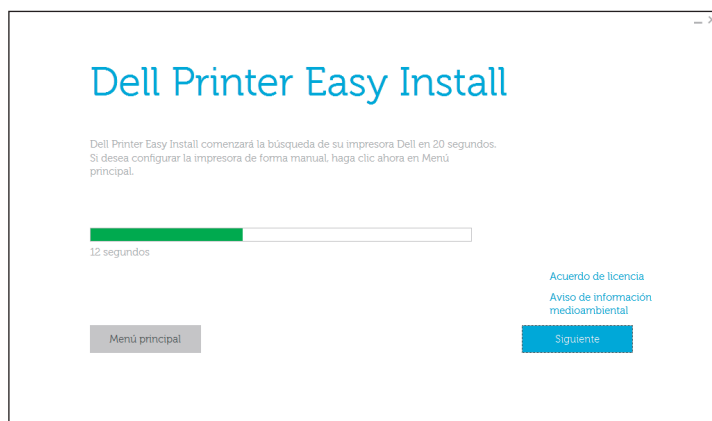 Dell Printer Easy Install
Dell Printer Easy Install comenzará la búsqueda de su impresora Dell en 20 segundos.
Si desea configurar la impresora de forma manual, haga clic ahora en Menú
principal.
12 segundos
Acuerdo de licencia
Aviso de información
medioambiental
Menú principal
Siguiente